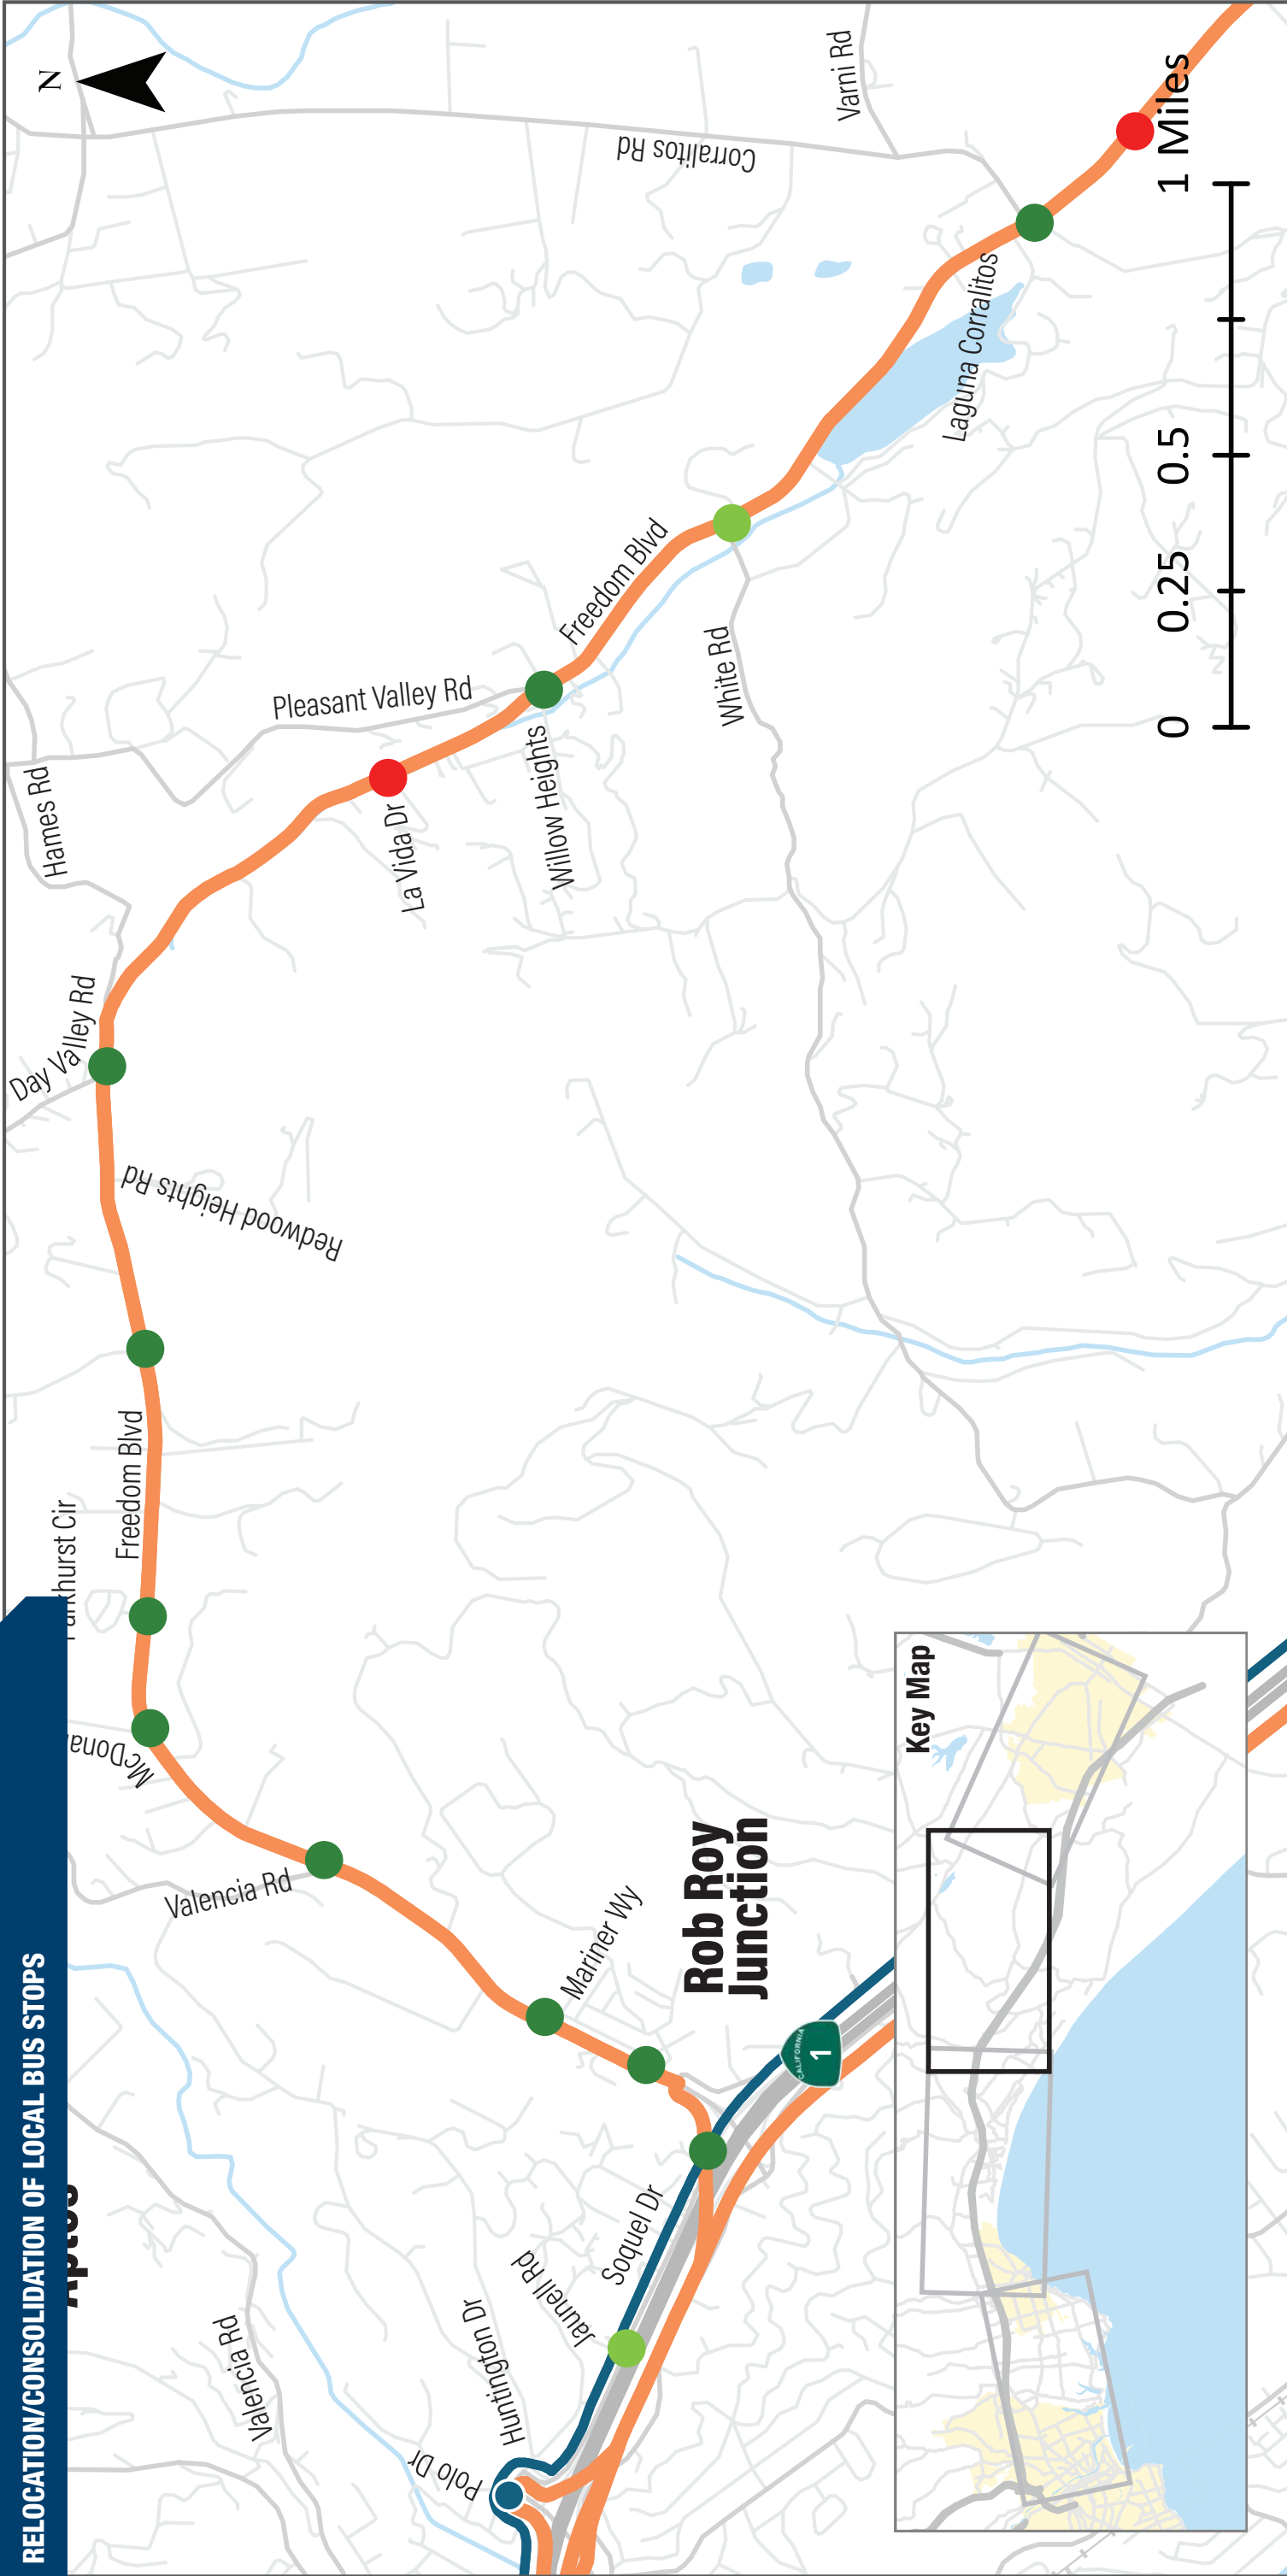 RELOCATION/CONSOLIDATION OF LOCAL BUS STOPS
N
Varni Rd
Corralitos Rd
Laguna Corralitos
Hames Rd
Pleasant Valley Rd
Freedom Blvd
White Rd
Willow Heights
La Vida Dr
Day Valley Rd
Redwood Heights Rd
Freedom Blvd
Valencia Rd
Mariner Wy
Rob Roy
Junction
CALIFORNIA
1
Soquel Dr
Jaunell Rd
Huntington Dr
Polo Dr
Valencia Rd
Key Map
0
0.25
0.5
1 Miles